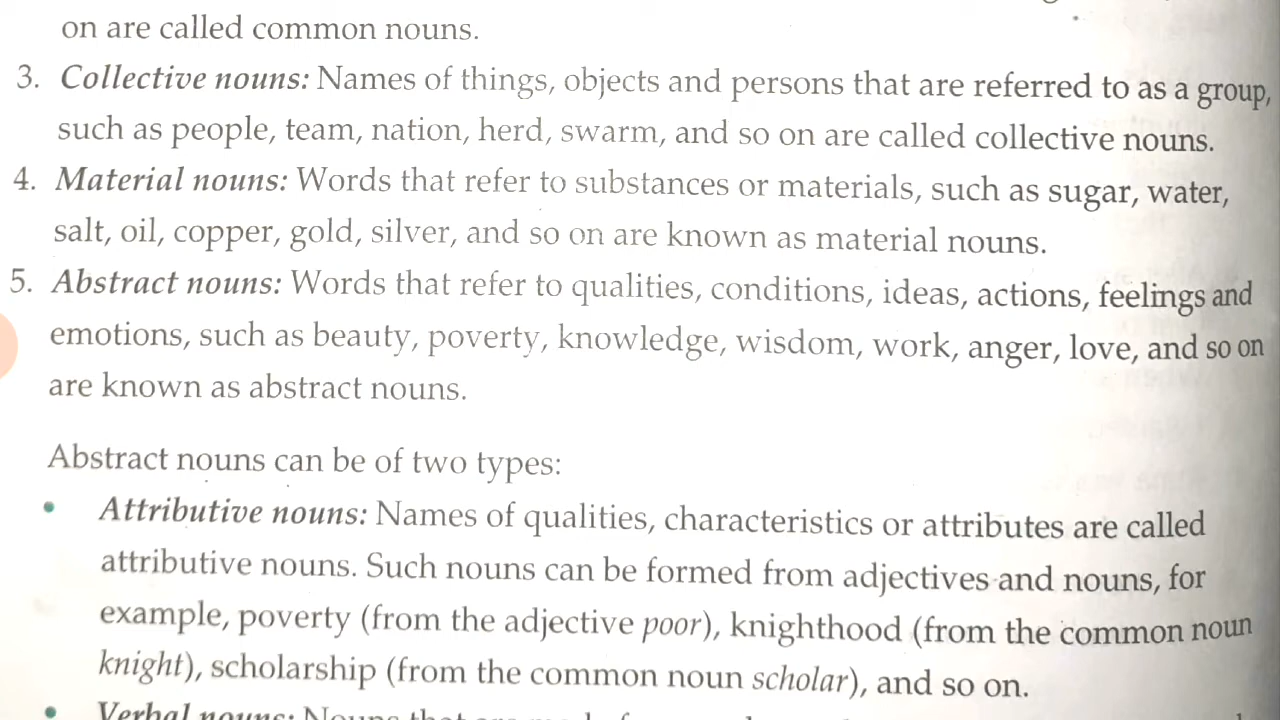 on are called common nouns.
3. Collective nouns: Names of things, objects and persons that are referred to as a group,
such as people, team, nation, herd, swarm, and so on are called collective nouns.
4. Material nouns: Words that refer to substances or materials, such as sugar, water,
salt, oil, copper, gold, silver, and so on are known as material nouns.
5. Abstract nouns: Words that refer to qualities, conditions, ideas, actions, feelings and
emotions, such as beauty, poverty, knowledge, wisdom, work, anger, love, and so on
are known as abstract nouns.
Abstract nouns can be of two types:
• Attributive nouns: Names of qualities, characteristics or attributes are called
attributive nouns. Such nouns can be formed from adjectives and nouns, for
example, poverty (from the adjective poor), knighthood (from the common noun
knight), scholarship (from the common noun scholar), and so on.
• Verbal nouns: Nouns that are